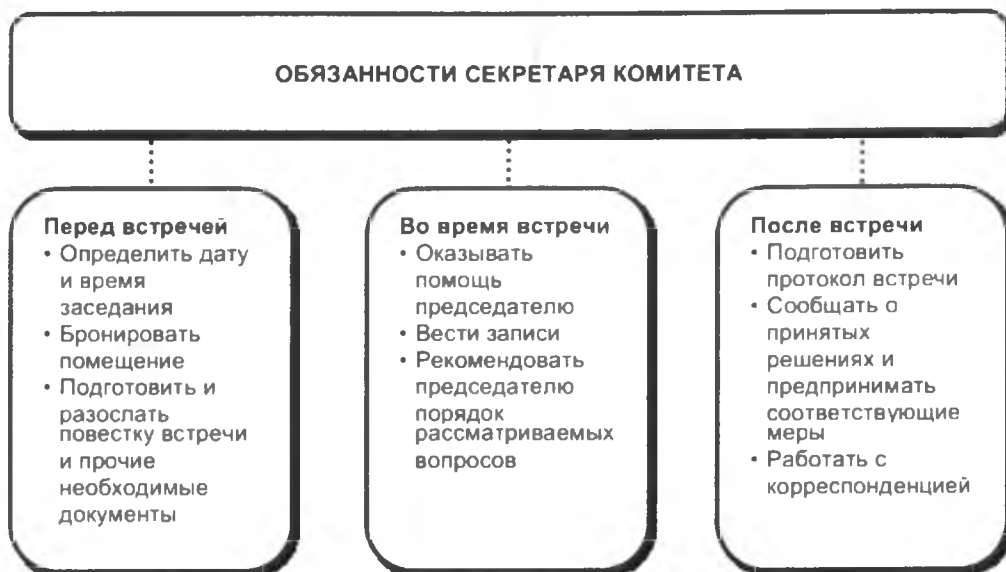 ОБЯЗАННОСТИ СЕКРЕТАРЯ КОМИТЕТА
Перед встречей
• Определить дату
и время
заседания
• Бронировать
помещение
• Подготовить и
разослать
повестку встречи
и прочие
необходимые
документы
Во время встречи
• Оказывать
помощь
председателю
• Вести записи
• Рекомендовать
председателю
порядок
рассматриваемых
вопросов
После встречи
• Подготовить
протокол встречи
• Сообщать о
принятых
решениях и
предпринимать
соответствующие
меры
• Работать с
корреспонденцией